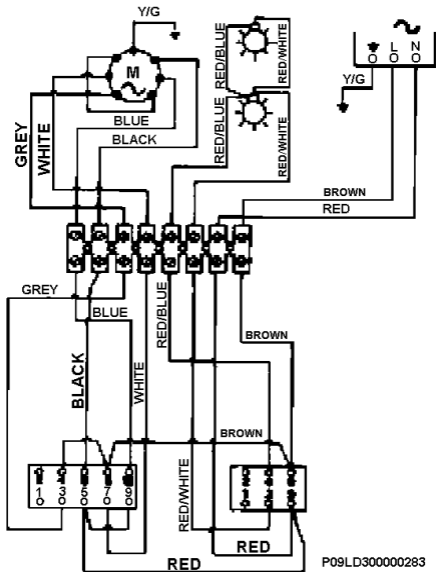 Y/G
M
BLUE
BLACK
GREY
WHITE
RED/BLUE
RED/WHITE
RED/BLUE
RED/WHITE
L N
Y/G
BROWN
RED
GREY
BLUE
BLACK
WHITE
RED/BLUE
BROWN
BROWN
RED/WHITE
1 3 5 7 9
RED
RED
P09LD300000283